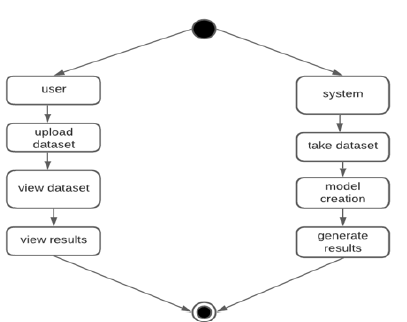 user
upload
dataset
view dataset
view results
system
take dataset
model
creation
generate
results